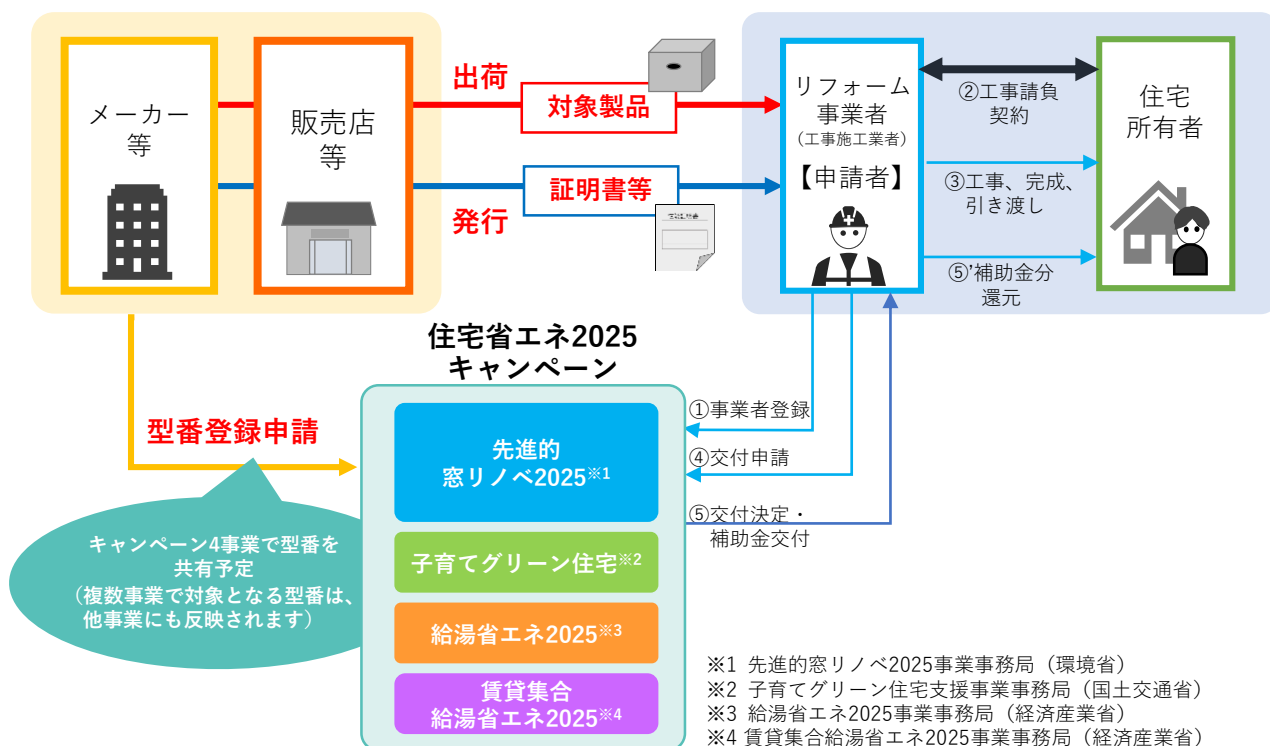 メーカー
等
販売店
等
出荷
対象製品
発行
証明書等
リフォーム
事業者
(工事施工業者)
【申請者】
②工事請負
契約
③工事、完成、
引き渡し
⑤’補助金分
還元
住宅
所有者
住宅省エネ2025
キャンペーン
型番登録申請
キャンペーン4事業で型番を
共有予定
(複数事業で対象となる型番は、
他事業にも反映されます)
先進的
窓リノベ2025※1
子育てグリーン住宅※2
給湯省エネ2025※3
賃貸集合
給湯省エネ2025※4
①事業者登録
④交付申請
⑤交付決定・
補助金交付
※1 先進的窓リノベ2025事業事務局(環境省)
※2 子育てグリーン住宅支援事業事務局(国土交通省)
※3 給湯省エネ2025事業事務局(経済産業省)
※4 賃貸集合給湯省エネ2025事業事務局(経済産業省)